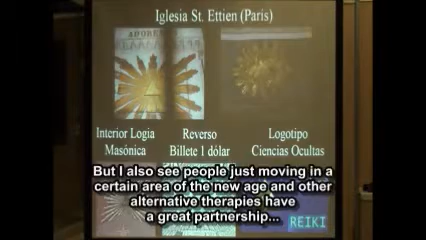 Iglesia St. Ettien (Paris)
ADORE
Interior Logia
Masónica
Reverso
Billete 1 dólar
Logotipo
Ciencias Ocultas
But I also see people just moving in a
certain area of the new age and other
alternative therapies have
a great partnership...
REIKI